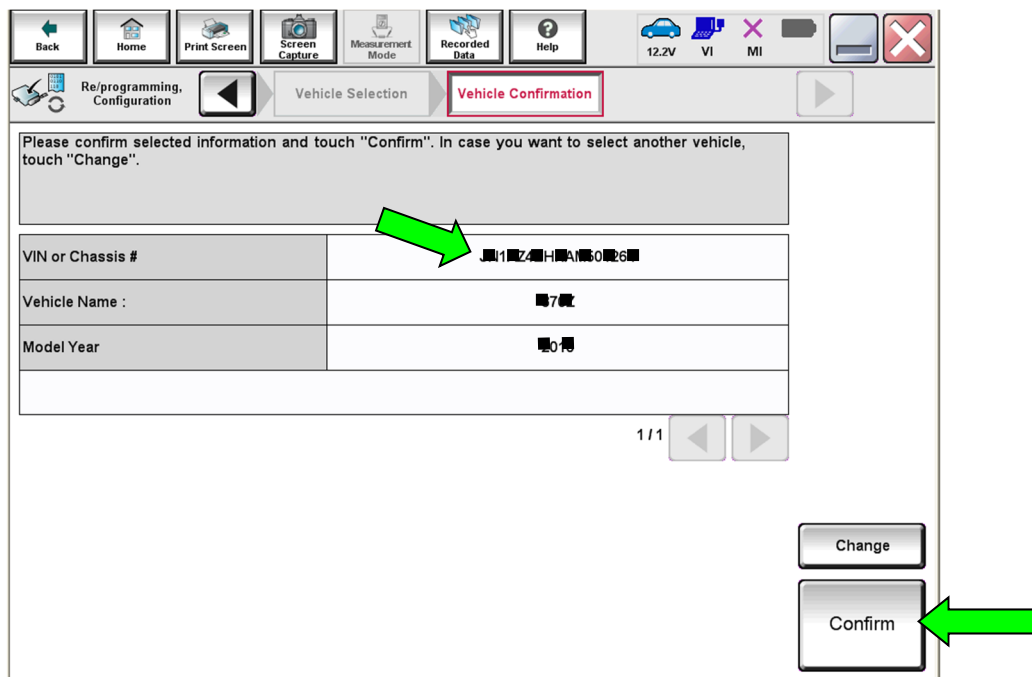 Back
Home
Print Screen
Screen Capture
Measurement Mode
Recorded Data
Help
12.2V
VI
MI
Re/programming, Configuration
Vehicle Selection
Vehicle Confirmation
Please confirm selected information and touch "Confirm". In case you want to select another vehicle,
touch "Change".
VIN or Chassis #
Vehicle Name :
Model Year
1/1
Change
Confirm